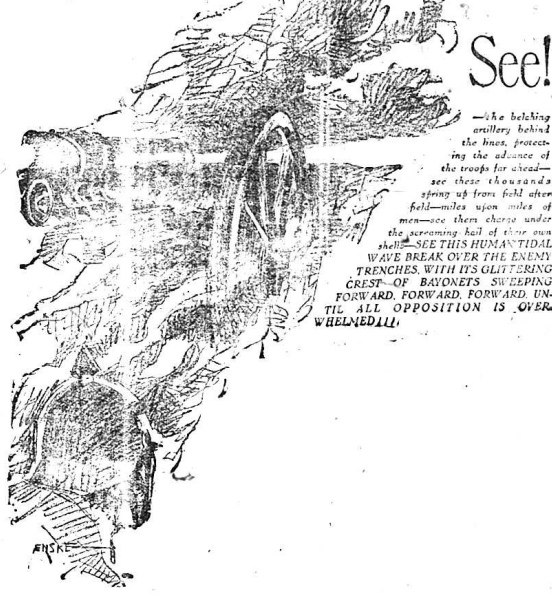 See!
—the belching
artillery behind
the lines, protect-
ing the advance of
the troops far ahead—
see these thousands
spring up from field after
field—miles upon miles of
men—see them charge under
the screaming hail of their own
shells—SEE THIS HUMAN TIDAL
WAVE BREAK OVER THE ENEMY
TRENCHES, WITH ITS GLITTERING
CREST OF BAYONETS SWEEPING
FORWARD, FORWARD, FORWARD, UN-
TIL ALL OPPOSITION IS OVER-
WHELMED!!!